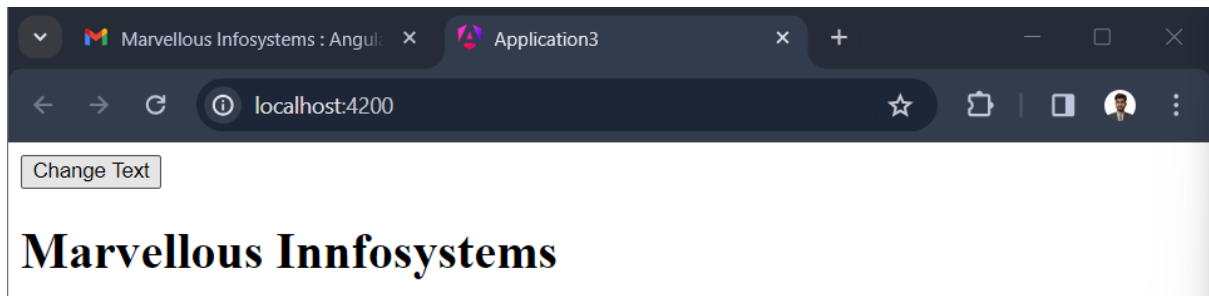 Marvellous Infosystems : Angul
Application3
localhost:4200
Change Text
Marvellous Innfosystems